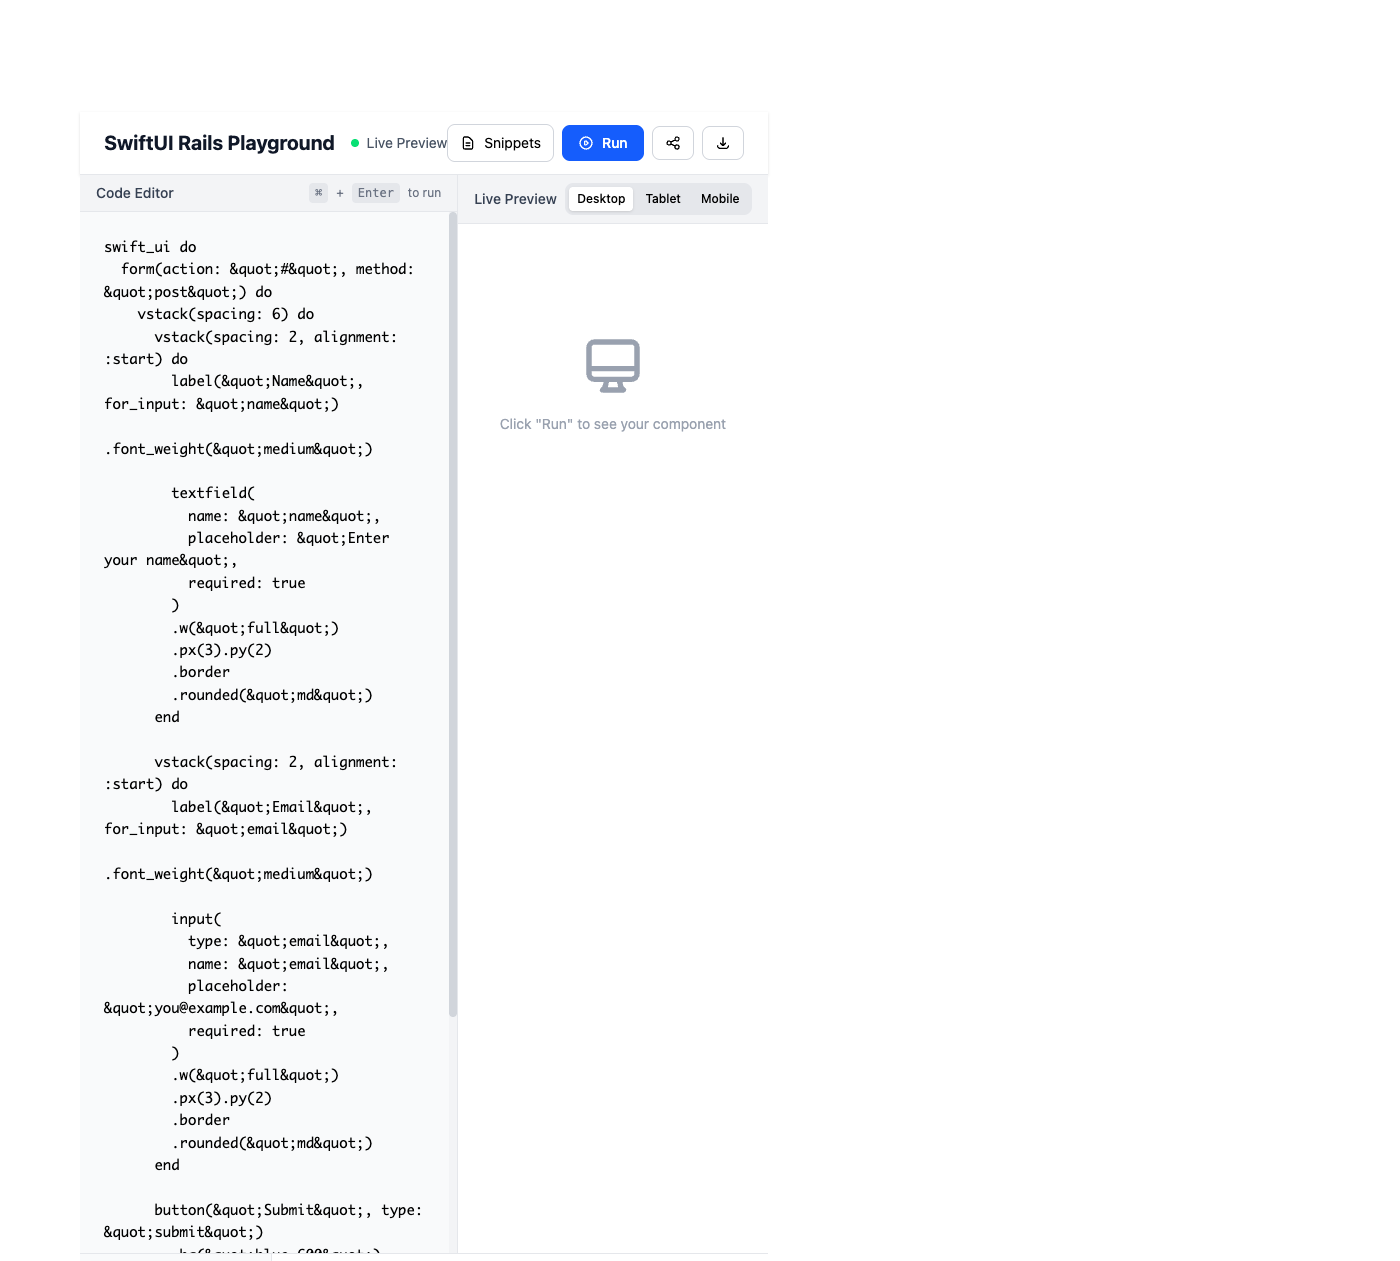 SwiftUI Rails Playground
Live Preview
Snippets
Run
Code Editor
⌘ + Enter to run
Live Preview
Desktop
Tablet
Mobile
swift_ui do
  form(action: &quot;#&quot;, method:
&quot;post&quot;) do
    vstack(spacing: 6) do
      vstack(spacing: 2, alignment:
:start) do
        label(&quot;Name&quot;,
for_input: &quot;name&quot;)

.font_weight(&quot;medium&quot;)

        textfield(
          name: &quot;name&quot;,
          placeholder: &quot;Enter
your name&quot;,
          required: true
        )
        .w(&quot;full&quot;)
        .px(3).py(2)
        .border
        .rounded(&quot;md&quot;)
      end

      vstack(spacing: 2, alignment:
:start) do
        label(&quot;Email&quot;,
for_input: &quot;email&quot;)

.font_weight(&quot;medium&quot;)

        input(
          type: &quot;email&quot;,
          name: &quot;email&quot;,
          placeholder:
&quot;you@example.com&quot;,
          required: true
        )
        .w(&quot;full&quot;)
        .px(3).py(2)
        .border
        .rounded(&quot;md&quot;)
      end

      button(&quot;Submit&quot;, type:
&quot;submit&quot;)
        .bg(&quot;blue-600&quot;)
Click "Run" to see your component